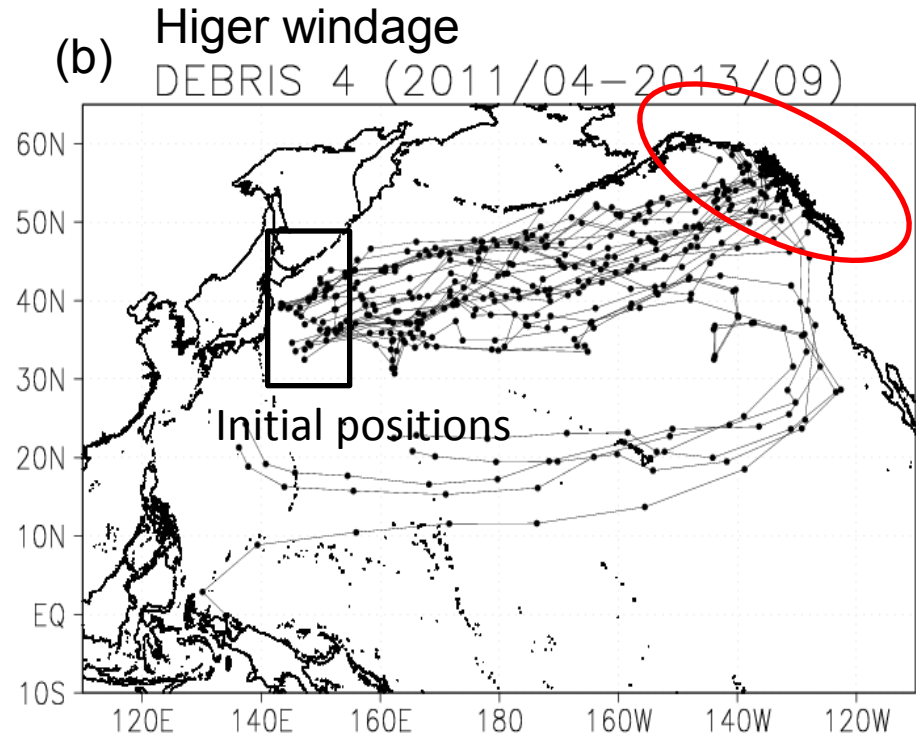 (b) Higer windage
DEBRIS 4 (2011/04-2013/09)
60N
50N
40N
30N
Initial positions
20N
10N
EQ
10S
120E 140E 160E 180 160W 140W 120W